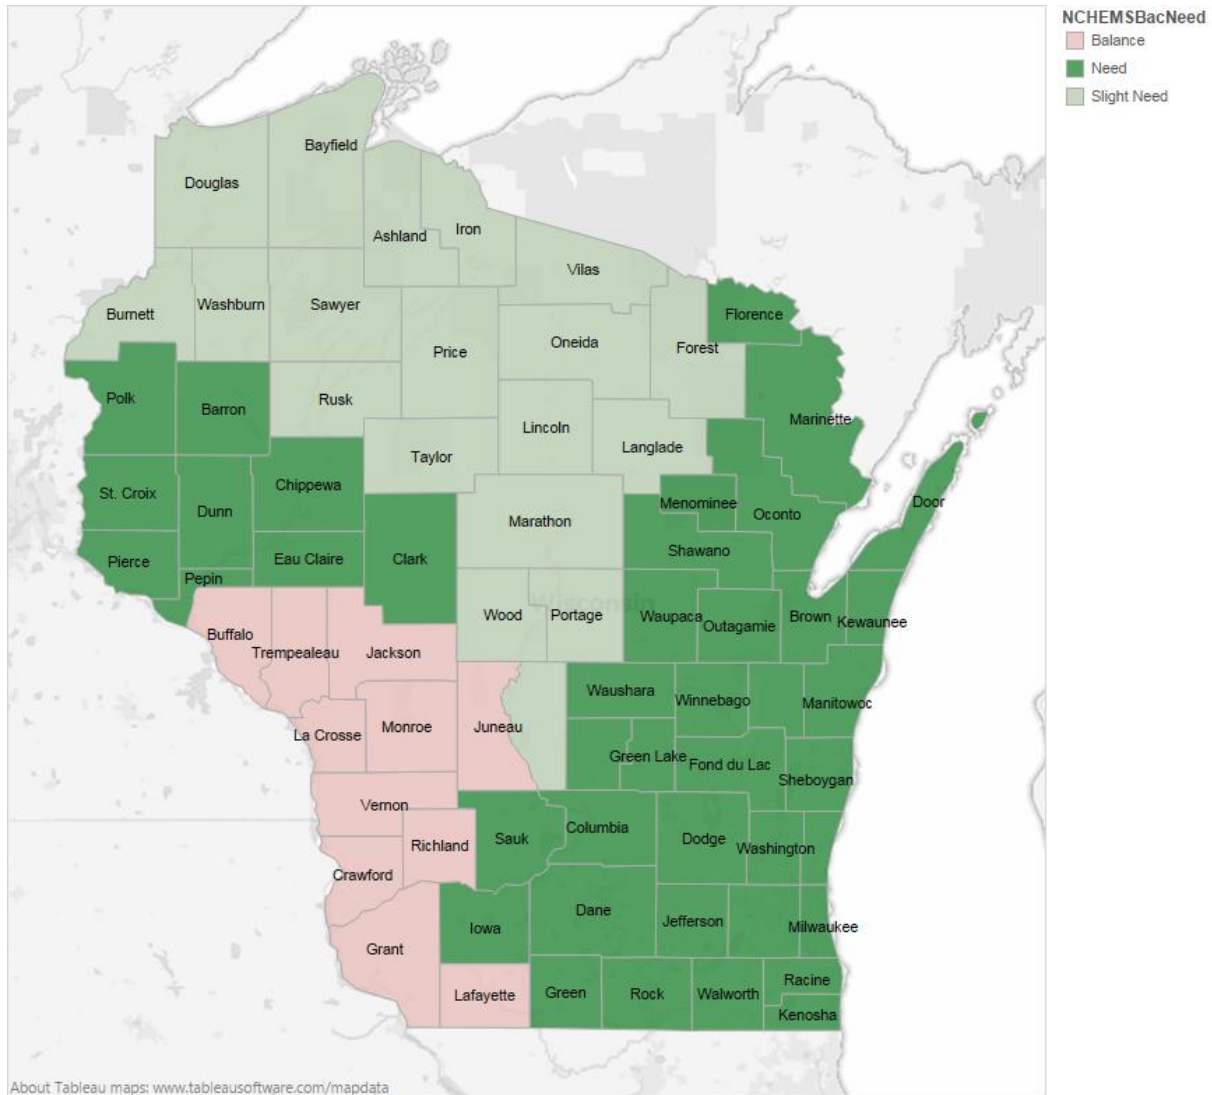 NCHEMSBacNeed
Balance
Need
Slight Need
Bayfield
Douglas
Iron
Ashland
Vilas
Washburn
Sawyer
Burnett
Florence
Oneida
Forest
Price
Polk
Rusk
Barron
Marinette
Lincoln
Langlade
Taylor
Chippewa
St. Croix
Menominee
Door
Dunn
Marathon
Oconto
Shawano
Eau Claire
Clark
Pierce
Pepin
Wisconsin
Wood
Portage
Waupaca
Brown
Kewaunee
Outagamie
Buffalo
Trempealeau
Jackson
Waushara
Winnebago
Manitowoc
Monroe
Juneau
La Crosse
Green Lake
Fond du Lac
Sheboygan
Vernon
Columbia
Sauk
Dodge
Richland
Washington
Crawford
Dane
Jefferson
Iowa
Milwaukee
Grant
Racine
Lafayette
Green
Rock
Walworth
Kenosha
About Tableau maps: www.tableausoftware.com/mapdata